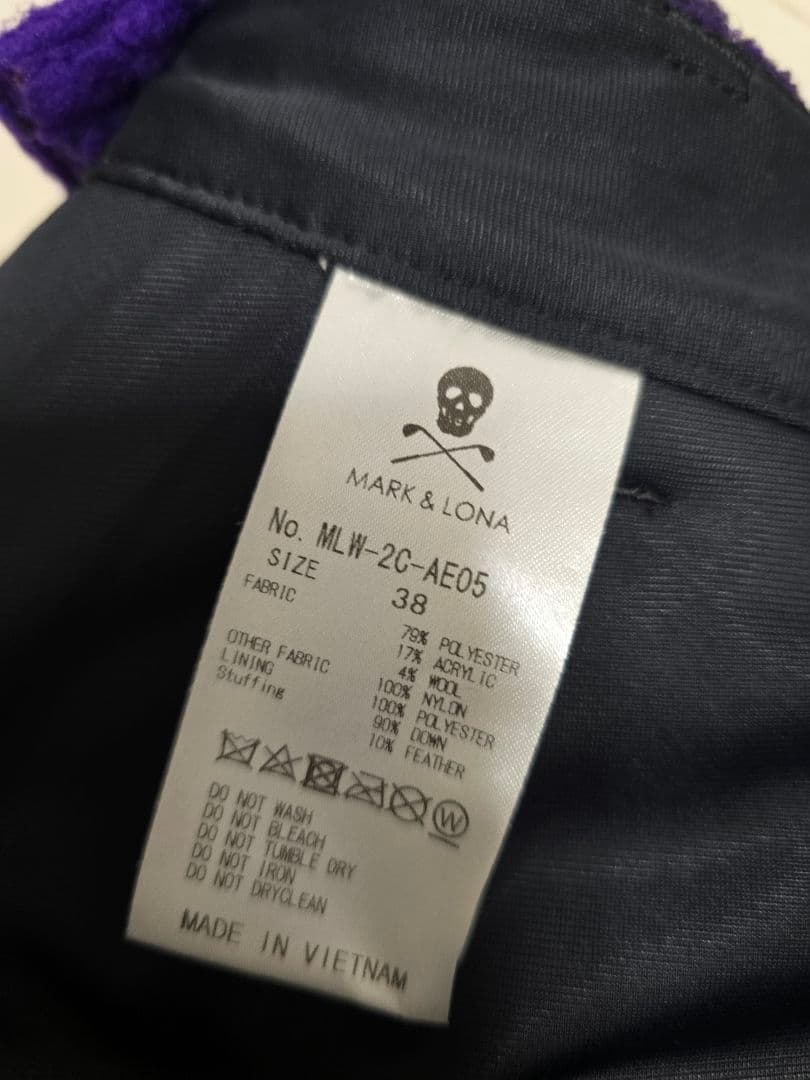 MARK & LONA
No. MLW-2C-AE05
SIZE 38
FABRIC 79% POLYESTER
17% ACRYLIC
4% WOOL
OTHER FABRIC 100% NYLON
LINING 100% POLYESTER
Stuffing 90% DOWN
10% FEATHER
W
DO NOT WASH
DO NOT BLEACH
DO NOT TUMBLE DRY
DO NOT IRON
DO NOT DRYCLEAN
MADE IN VIETNAM